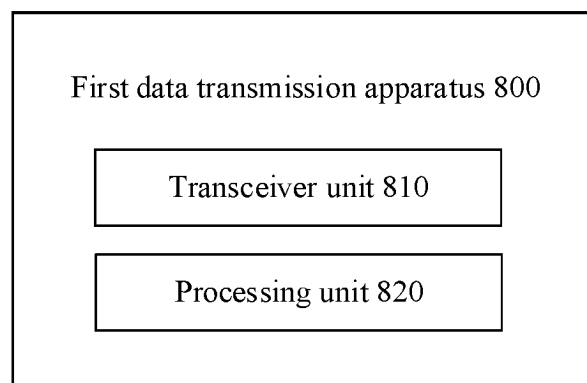 First data transmission apparatus 800
Transceiver unit 810
Processing unit 820